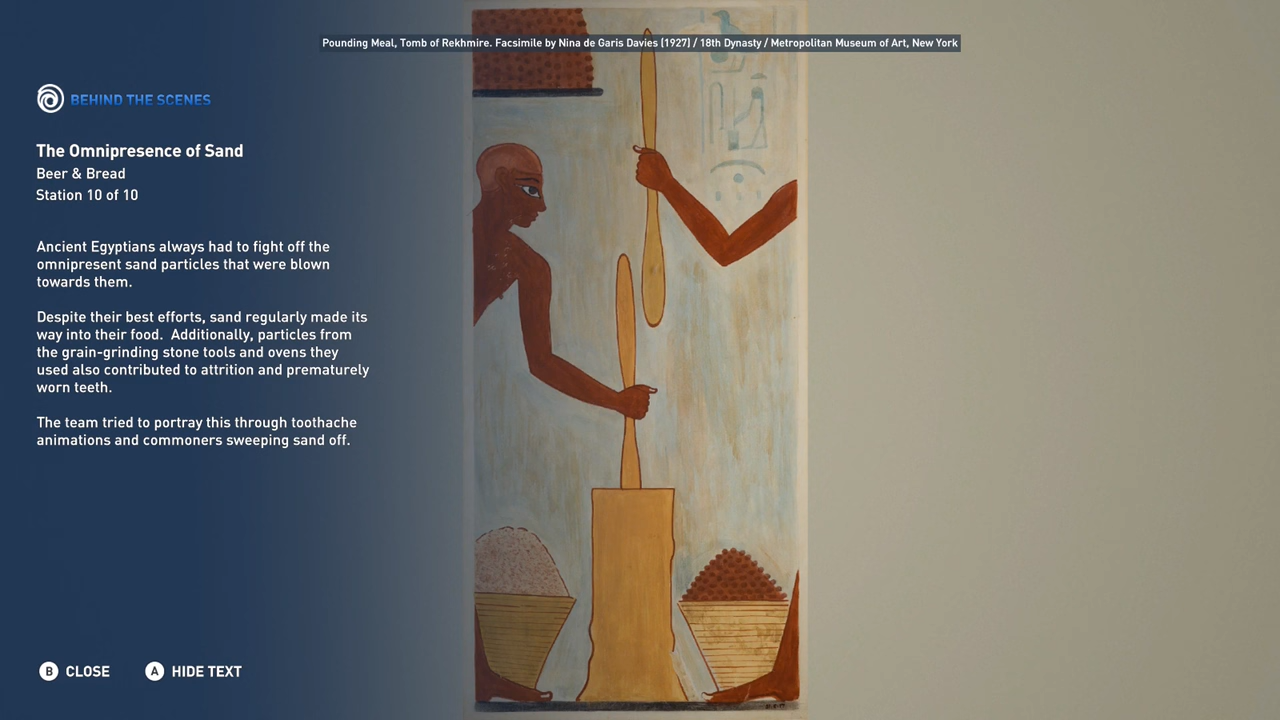 Pounding Meal, Tomb of Rekhmire. Facsimile by Nina de Garis Davies (1927) / 18th Dynasty / Metropolitan Museum of Art, New York
BEHIND THE SCENES
The Omnipresence of Sand
Beer & Bread
Station 10 of 10
Ancient Egyptians always had to fight off the
omnipresent sand particles that were blown
towards them.
Despite their best efforts, sand regularly made its
way into their food.  Additionally, particles from
the grain-grinding stone tools and ovens they
used also contributed to attrition and prematurely
worn teeth.
The team tried to portray this through toothache
animations and commoners sweeping sand off.
B CLOSE
A HIDE TEXT